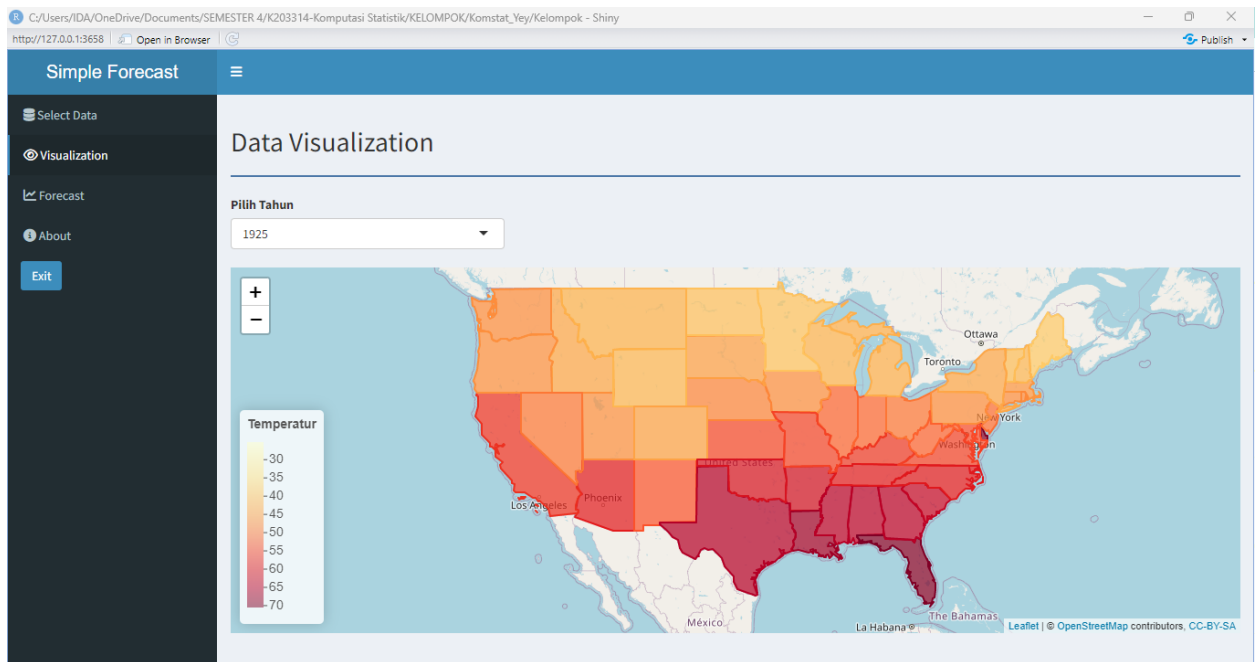 C:/Users/IDA/OneDrive/Documents/SEMESTER 4/K203314-Komputasi Statistik/KELOMPOK/Komstat_Yey/Kelompok - Shiny
http://127.0.0.1:3658 Open in Browser Publish
Simple Forecast
Select Data
Visualization
Forecast
About
Exit
Data Visualization
Pilih Tahun
1925
+
−
Ottawa
Toronto
New York
Washington
United States
Los Angeles
Phoenix
México
La Habana
The Bahamas
Temperatur
30
35
40
45
50
55
60
65
70
Leaflet | © OpenStreetMap contributors, CC-BY-SA